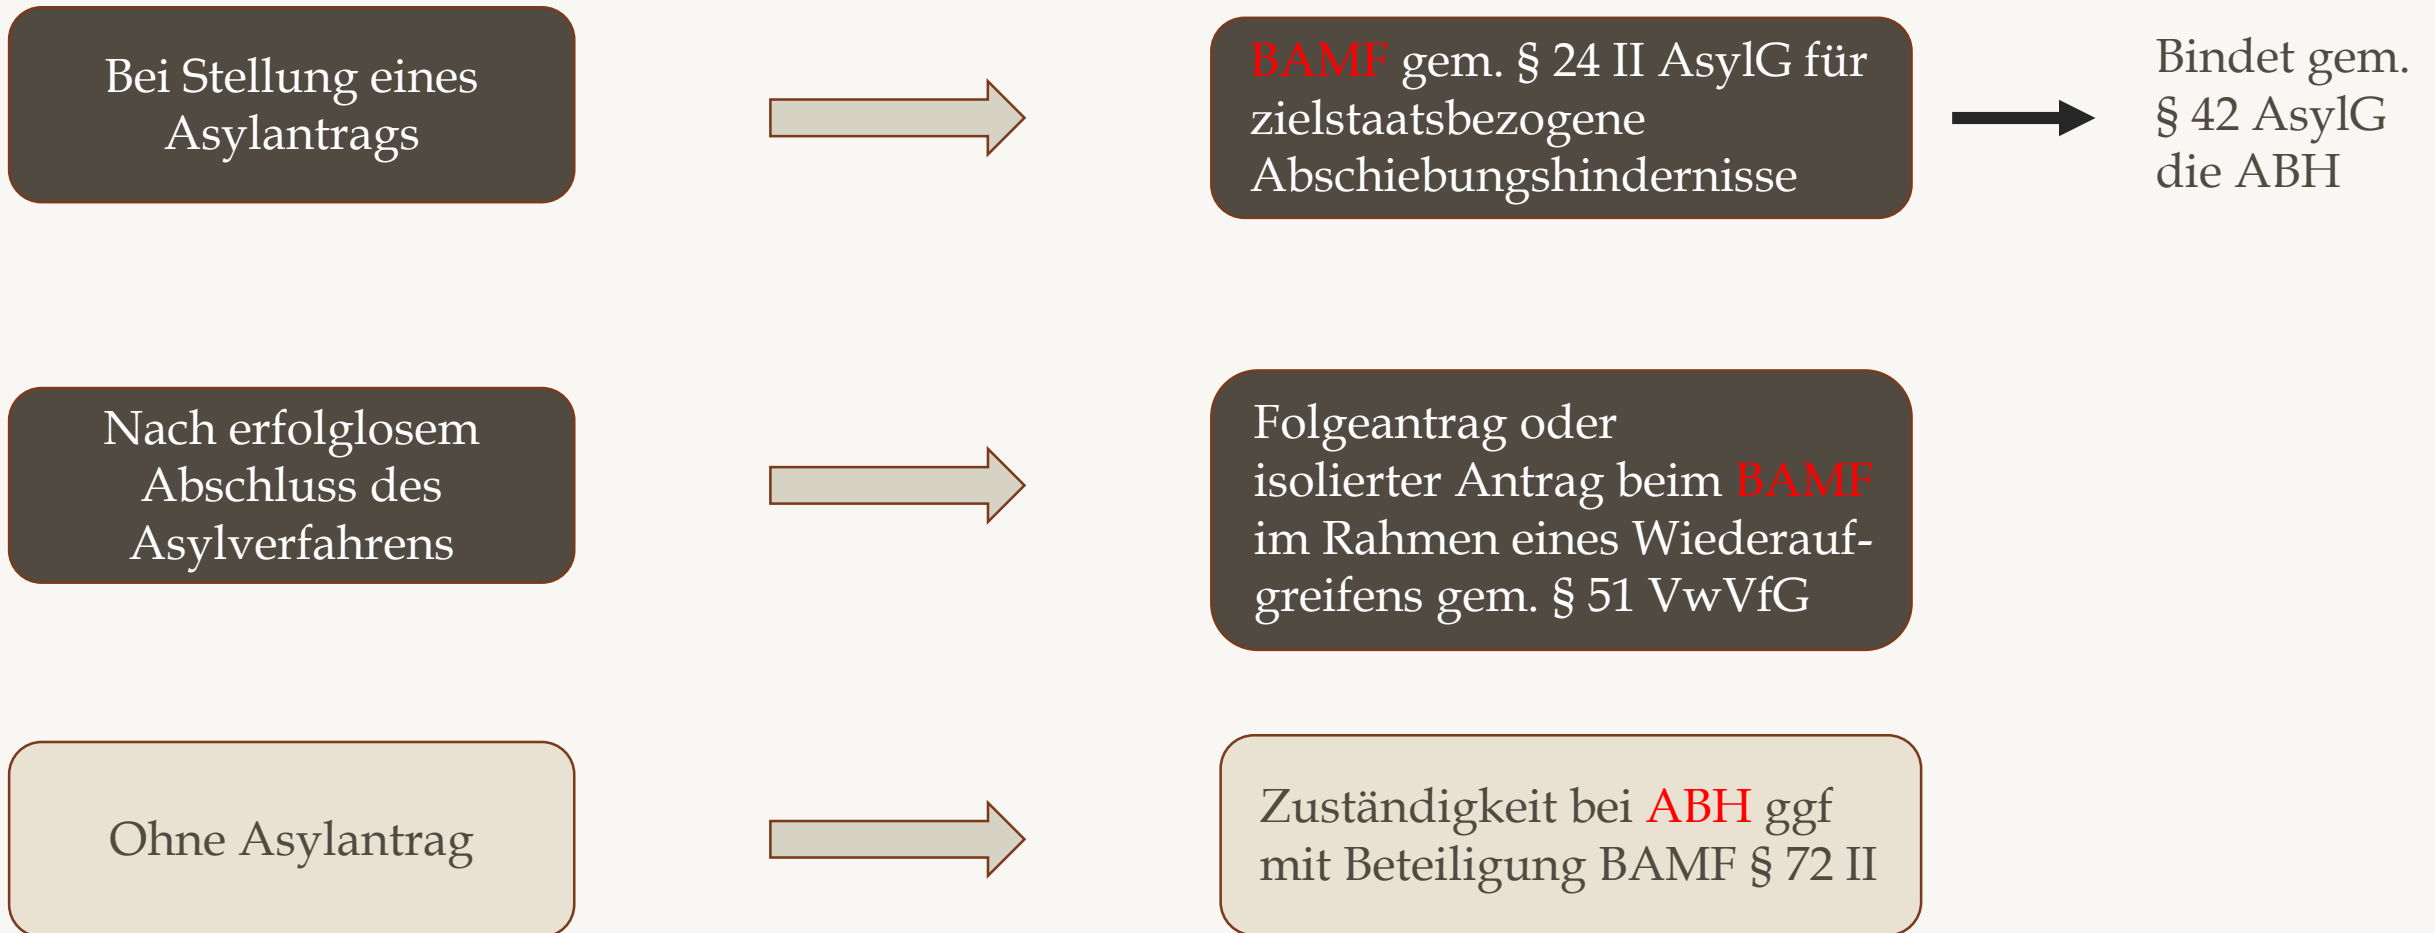 Bei Stellung eines
Asylantrags
BAMF gem. § 24 II AsylG für
zielstaatsbezogene
Abschiebungshindernisse
Bindet gem.
§ 42 AsylG
die ABH
Nach erfolglosem
Abschluss des
Asylverfahrens
Folgeantrag oder
isolierter Antrag beim BAMF
im Rahmen eines Wiederauf-
greifens gem. § 51 VwVfG
Ohne Asylantrag
Zuständigkeit bei ABH ggf
mit Beteiligung BAMF § 72 II